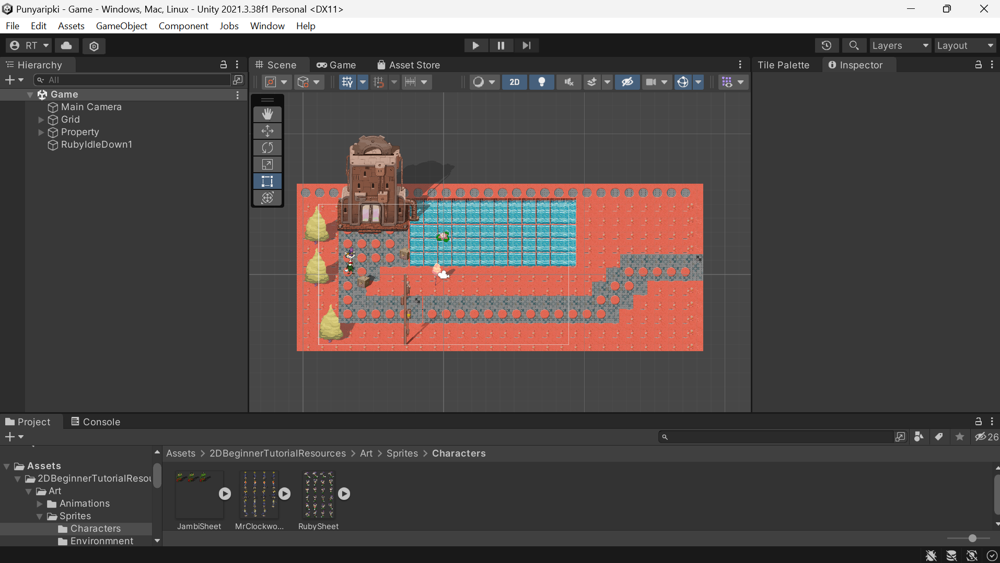 Punyaripki - Game - Windows, Mac, Linux - Unity 2021.3.38f1 Personal <DX11>
File Edit Assets GameObject Component Jobs Window Help
RT Layers Layout
Hierarchy
All
Game
Main Camera
Grid
Property
RubyIdleDown1
Scene Game Asset Store
2D
Tile Palette Inspector
Project Console
26
Assets
2DBeginnerTutorialResou
Art
Animations
Sprites
Characters
Environmnent
Assets > 2DBeginnerTutorialResources > Art > Sprites > Characters
JambiSheet MrClockwo... RubySheet